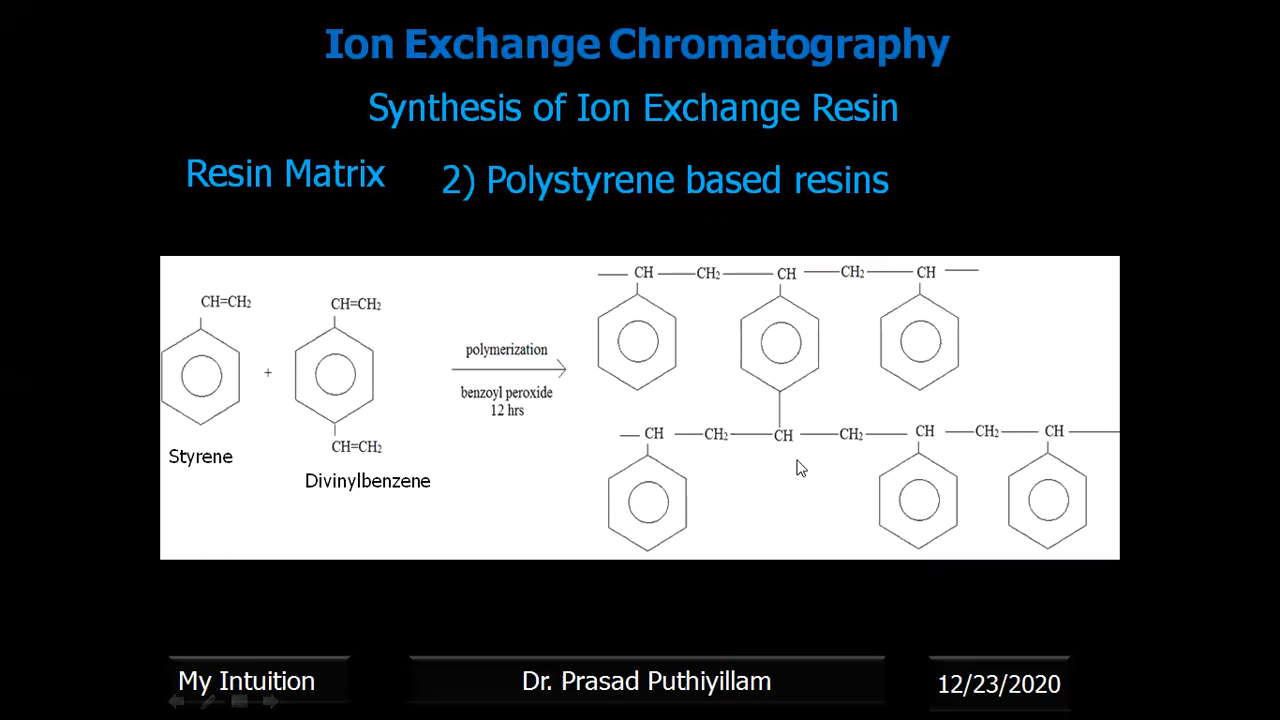 Ion Exchange Chromatography
Synthesis of Ion Exchange Resin
Resin Matrix
2) Polystyrene based resins
CH=CH₂
+
CH=CH₂
CH=CH₂
Styrene
Divinylbenzene
polymerization
benzoyl peroxide
12 hrs
CH CH₂ CH CH₂ CH
CH CH₂ CH CH₂ CH CH₂ CH
My Intuition
Dr. Prasad Puthiyillam
12/23/2020